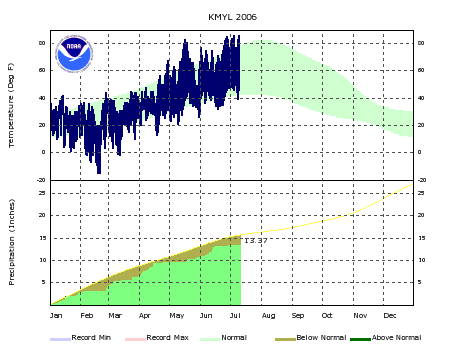 KMYL 2006
Temperature (Deg F)
80 80
60 60
40 40
20 20
0 0
-20 -20
NOAA
Precipitation (Inches)
25 25
20 20
15 15
10 10
5 5
13.37
Jan Feb Mar Apr May Jun Jul Aug Sep Oct Nov Dec
Record Min Record Max Normal Below Normal Above Normal